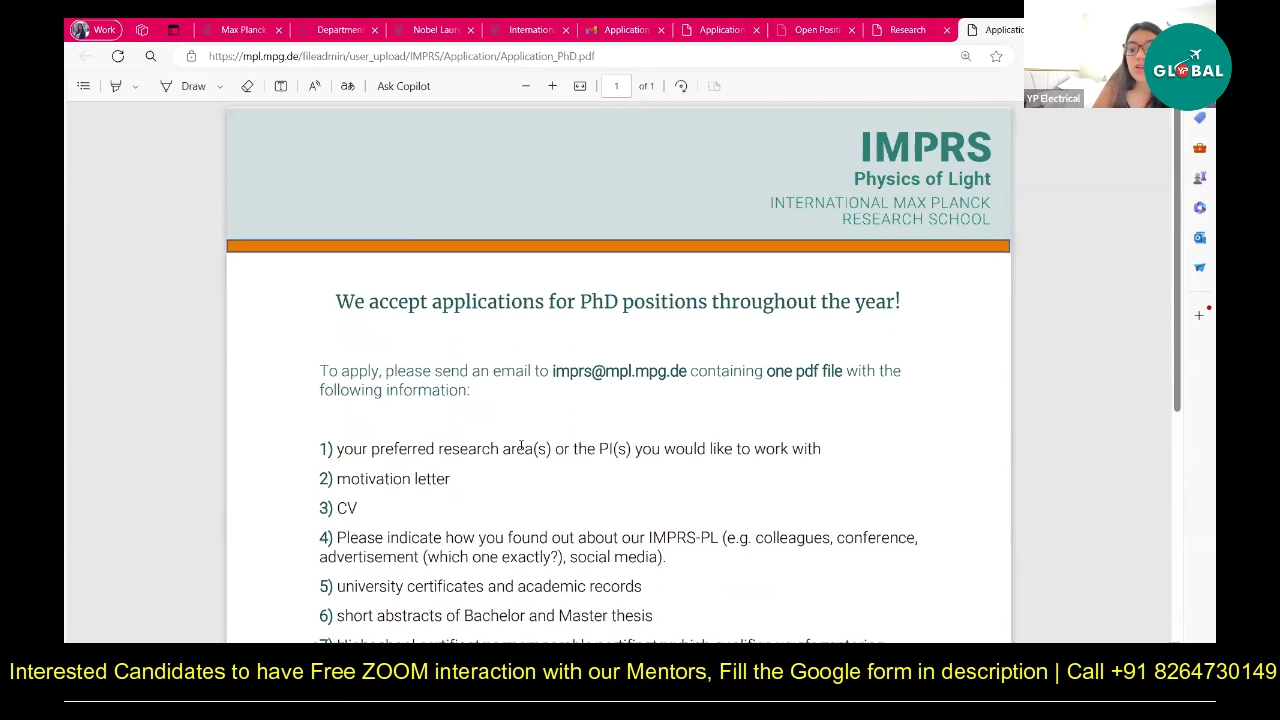 Work
Max Planck
Department
Nobel Laur
Internation
Application
Application
Open Positi
Research
Applicatio
https://mpl.mpg.de/fileadmin/user_upload/IMPRS/Application/Application_PhD.pdf
Draw
Ask Copilot
1 of 1
GLOBAL
YP
YP Electrical
IMPRS
Physics of Light
INTERNATIONAL MAX PLANCK
RESEARCH SCHOOL
We accept applications for PhD positions throughout the year!
To apply, please send an email to imprs@mpl.mpg.de containing one pdf file with the
following information:
1) your preferred research area(s) or the PI(s) you would like to work with
2) motivation letter
3) CV
4) Please indicate how you found out about our IMPRS-PL (e.g. colleagues, conference,
advertisement (which one exactly?), social media).
5) university certificates and academic records
6) short abstracts of Bachelor and Master thesis
Interested Candidates to have Free ZOOM interaction with our Mentors, Fill the Google form in description | Call +91 8264730149